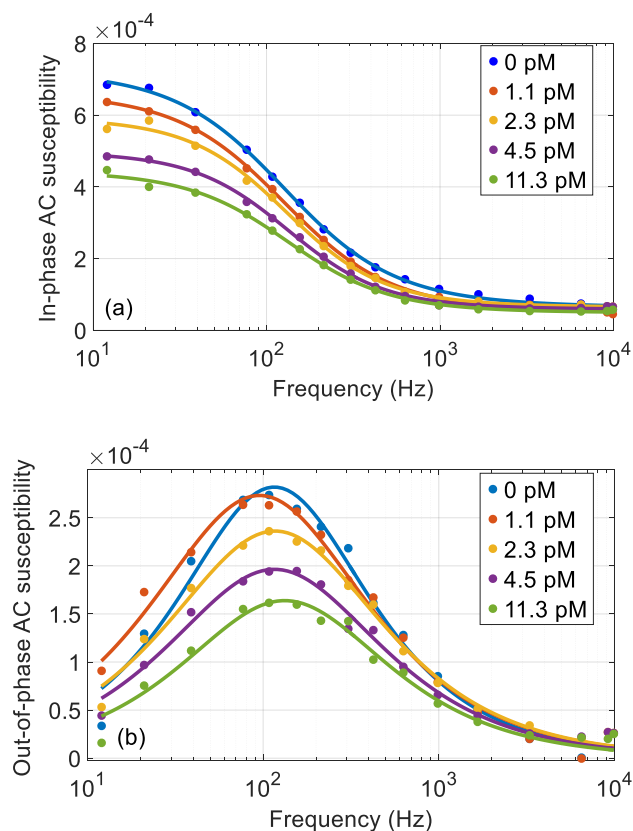 ×10⁻⁴
8
6
4
2
0
In-phase AC susceptibility
0 pM
1.1 pM
2.3 pM
4.5 pM
11.3 pM
(a)
10¹ 10² 10³ 10⁴
Frequency (Hz)
×10⁻⁴
2.5
2
1.5
1
0.5
0
Out-of-phase AC susceptibility
0 pM
1.1 pM
2.3 pM
4.5 pM
11.3 pM
(b)
10¹ 10² 10³ 10⁴
Frequency (Hz)